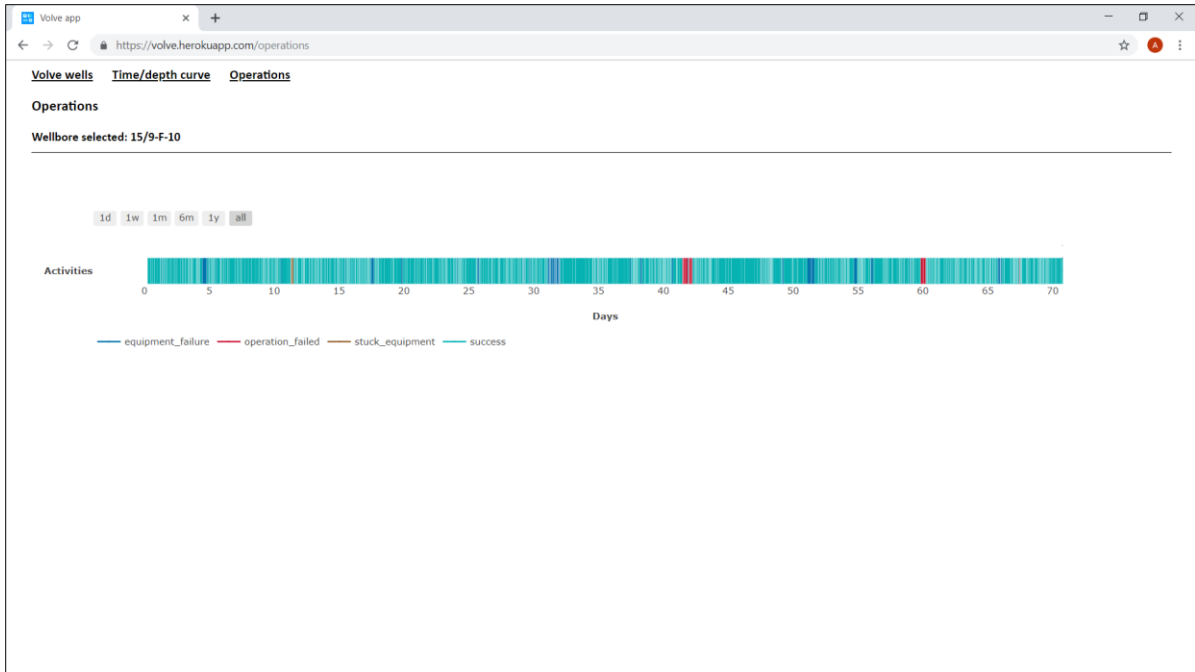 Volve app
https://volve.herokuapp.com/operations
A
Volve wells Time/depth curve Operations
Operations
Wellbore selected: 15/9-F-10
1d 1w 1m 6m 1y all
Activities
0 5 10 15 20 25 30 35 40 45 50 55 60 65 70
Days
equipment_failure operation_failed stuck_equipment success